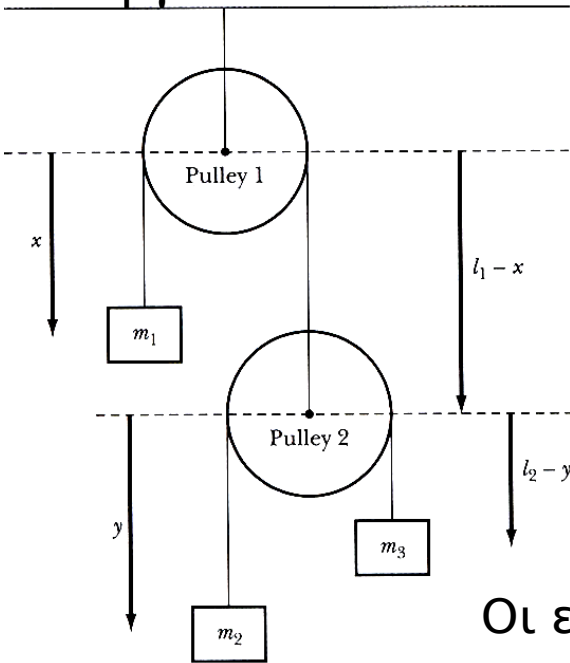 Pulley 1
x
l₁ − x
m₁
Pulley 2
l₂ − y
y
m₃
m₂
Οι ε